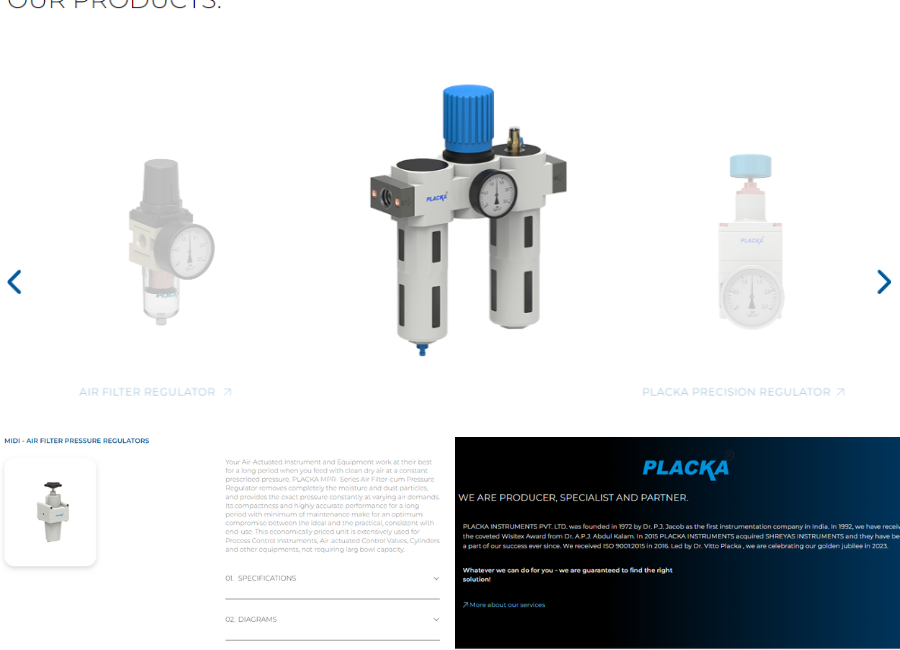 OUR PRODUCTS.
PLACKA
PLACKA
AIR FILTER REGULATOR
PLACKA PRECISION REGULATOR
MIDI - AIR FILTER PRESSURE REGULATORS
Your Air Actuated Instrument and Equipment work at their best
for a long period when you feed with clean dry air at a constant
prescribed pressure, PLACKA MPR- Series Air Filter-cum Pressure
Regulator removes completely the moisture and dust particles,
and provides the exact pressure constantly at varying air demands.
Its compactness and highly accurate performance for a long
period with minimum of maintenance make for an optimum
compromise between the ideal and the practical, consistent with
end-use. This economically priced unit is extensively used for
Process Control Instruments, Air actuated Control Valves, Cylinders
and other equipments, not requiring larg bowl capacity.
01. SPECIFICATIONS
02. DIAGRAMS
PLACKA
WE ARE PRODUCER, SPECIALIST AND PARTNER.
PLACKA INSTRUMENTS PVT. LTD. was founded in 1972 by Dr. P.J. Jacob as the first instrumentation company in India. In 1992, we have receiv
the coveted Wisitex Award from Dr. A.P.J. Abdul Kalam. In 2015 PLACKA INSTRUMENTS acquired SHREYAS INSTRUMENTS and they have be
a part of our success ever since. We received ISO 9001:2015 in 2016. Led by Dr. Vitto Placka , we are celebrating our golden jubilee in 2023.
Whatever we can do for you - we are guaranteed to find the right
solution!
More about our services